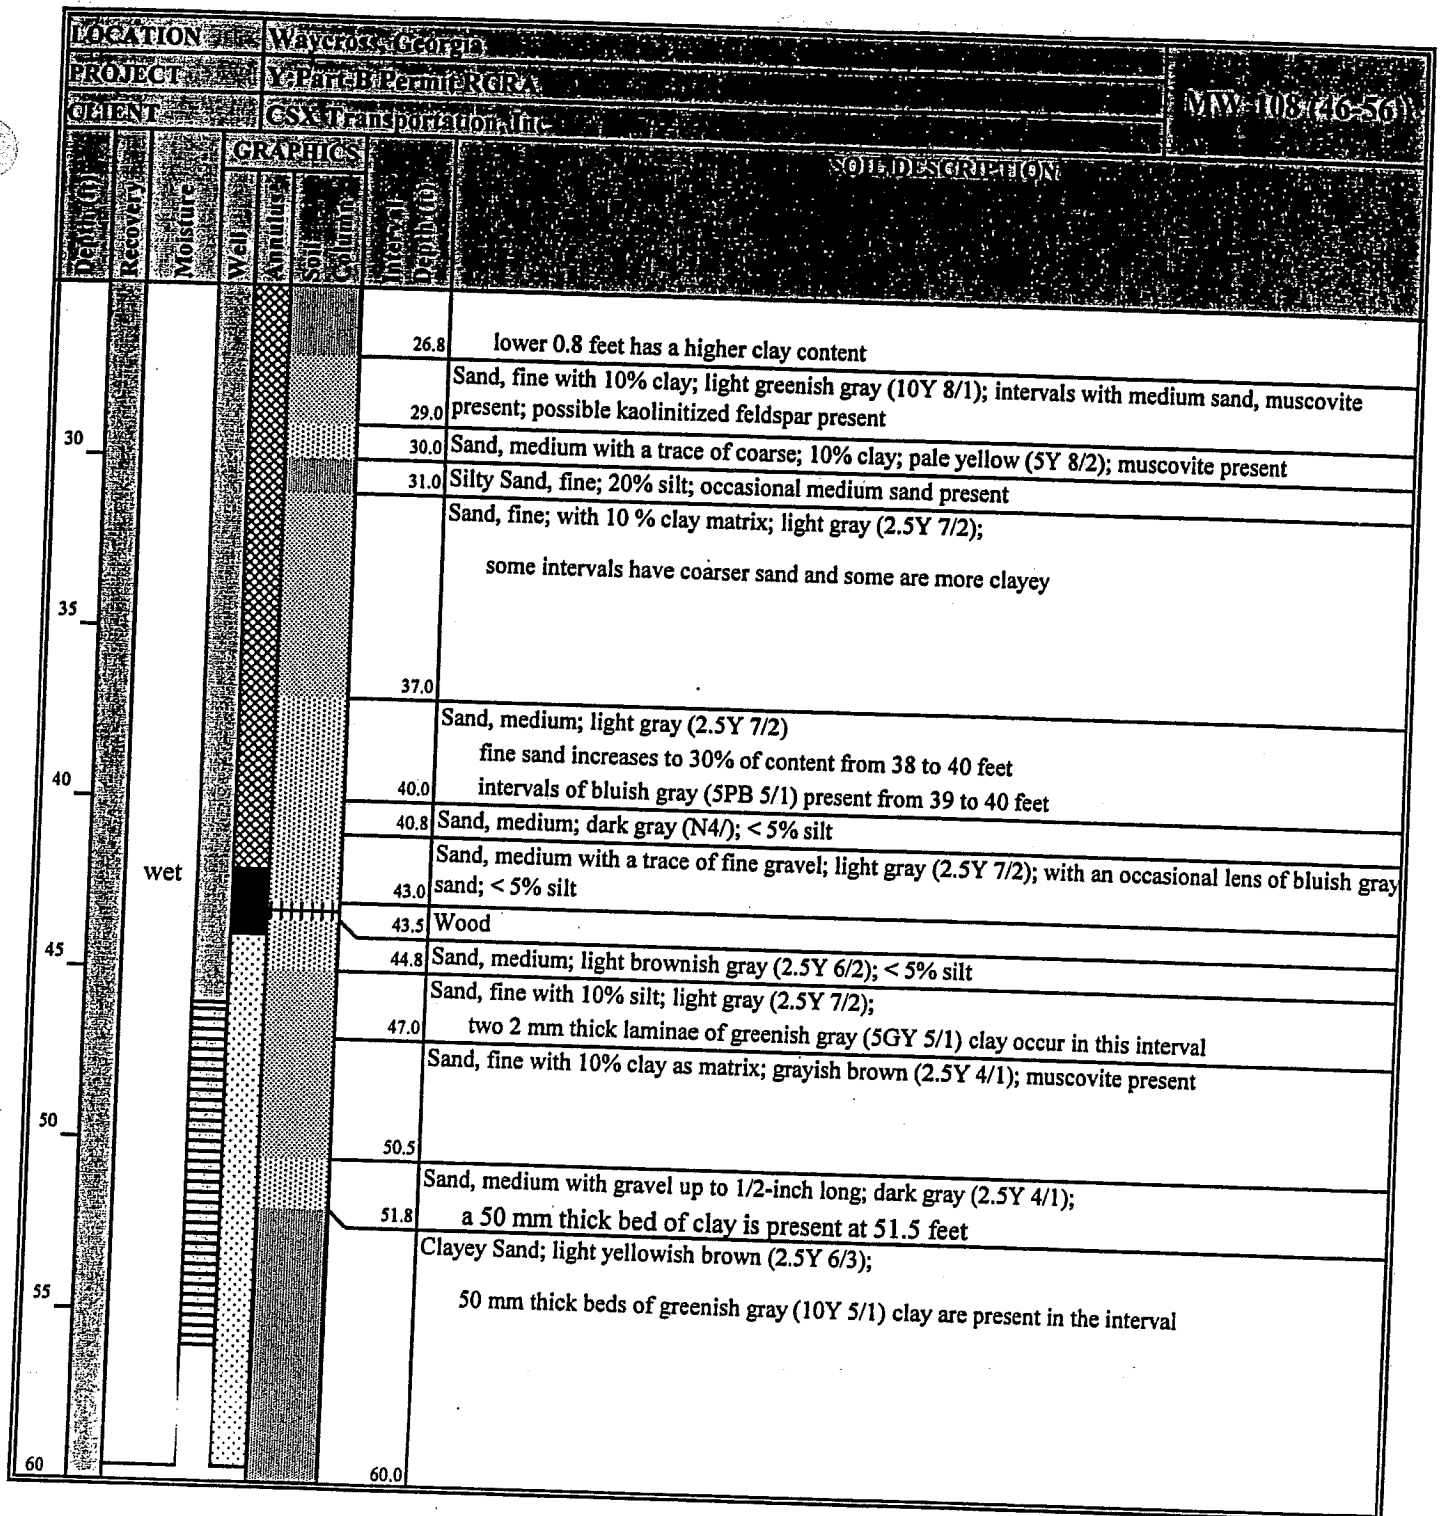 LOCATION Waycross, Georgia
PROJECT Y-Part-B Permit RGRA
CLIENT CSX Transportation, Inc
MW-108 (46-56)
GRAPHICS
SOIL DESCRIPTION
Depth (f)
Recovery
Moisture
Well
Annulus
Soil Column
Interval Depth (f)
26.8 lower 0.8 feet has a higher clay content
Sand, fine with 10% clay; light greenish gray (10Y 8/1); intervals with medium sand, muscovite
29.0 present; possible kaolinitized feldspar present
30
30.0 Sand, medium with a trace of coarse; 10% clay; pale yellow (5Y 8/2); muscovite present
31.0 Silty Sand, fine; 20% silt; occasional medium sand present
Sand, fine; with 10 % clay matrix; light gray (2.5Y 7/2);
some intervals have coarser sand and some are more clayey
35
37.0
Sand, medium; light gray (2.5Y 7/2)
fine sand increases to 30% of content from 38 to 40 feet
40
40.0 intervals of bluish gray (5PB 5/1) present from 39 to 40 feet
40.8 Sand, medium; dark gray (N4/); < 5% silt
Sand, medium with a trace of fine gravel; light gray (2.5Y 7/2); with an occasional lens of bluish gray
wet
43.0 sand; < 5% silt
43.5 Wood
45
44.8 Sand, medium; light brownish gray (2.5Y 6/2); < 5% silt
Sand, fine with 10% silt; light gray (2.5Y 7/2);
47.0 two 2 mm thick laminae of greenish gray (5GY 5/1) clay occur in this interval
Sand, fine with 10% clay as matrix; grayish brown (2.5Y 4/1); muscovite present
50
50.5
Sand, medium with gravel up to 1/2-inch long; dark gray (2.5Y 4/1);
51.8 a 50 mm thick bed of clay is present at 51.5 feet
Clayey Sand; light yellowish brown (2.5Y 6/3);
55
50 mm thick beds of greenish gray (10Y 5/1) clay are present in the interval
60
60.0